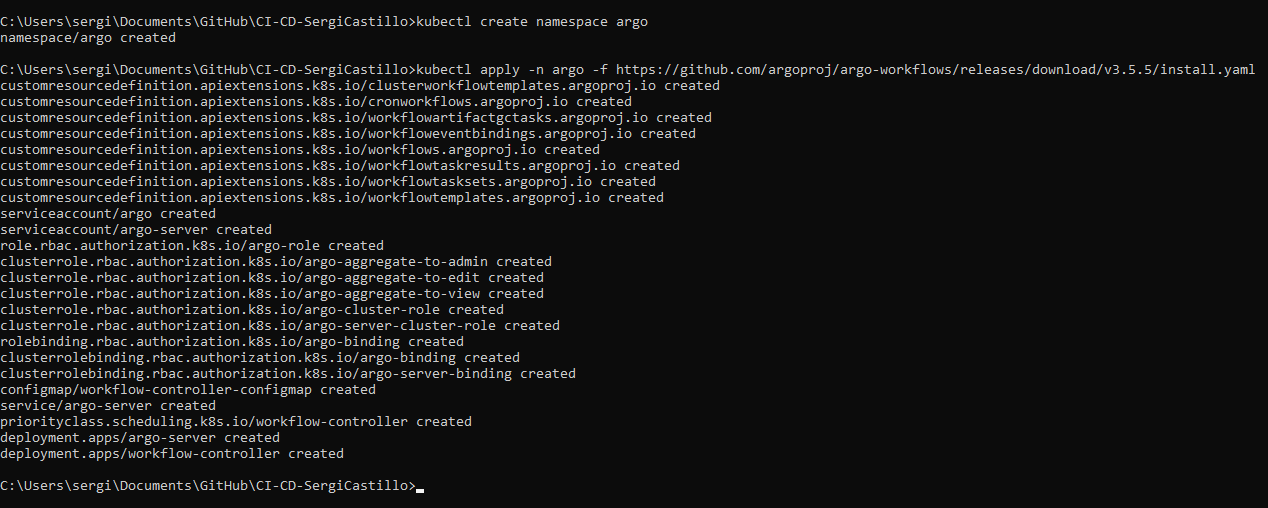 C:\Users\sergi\Documents\GitHub\CI-CD-SergiCastillo>kubectl create namespace argo
namespace/argo created
C:\Users\sergi\Documents\GitHub\CI-CD-SergiCastillo>kubectl apply -n argo -f https://github.com/argoproj/argo-workflows/releases/download/v3.5.5/install.yaml
customresourcedefinition.apiextensions.k8s.io/clusterworkflowtemplates.argoproj.io created
customresourcedefinition.apiextensions.k8s.io/cronworkflows.argoproj.io created
customresourcedefinition.apiextensions.k8s.io/workflowartifactgctasks.argoproj.io created
customresourcedefinition.apiextensions.k8s.io/workfloweventbindings.argoproj.io created
customresourcedefinition.apiextensions.k8s.io/workflows.argoproj.io created
customresourcedefinition.apiextensions.k8s.io/workflowtaskresults.argoproj.io created
customresourcedefinition.apiextensions.k8s.io/workflowtasksets.argoproj.io created
customresourcedefinition.apiextensions.k8s.io/workflowtemplates.argoproj.io created
serviceaccount/argo created
serviceaccount/argo-server created
role.rbac.authorization.k8s.io/argo-role created
clusterrole.rbac.authorization.k8s.io/argo-aggregate-to-admin created
clusterrole.rbac.authorization.k8s.io/argo-aggregate-to-edit created
clusterrole.rbac.authorization.k8s.io/argo-aggregate-to-view created
clusterrole.rbac.authorization.k8s.io/argo-cluster-role created
clusterrole.rbac.authorization.k8s.io/argo-server-cluster-role created
rolebinding.rbac.authorization.k8s.io/argo-binding created
clusterrolebinding.rbac.authorization.k8s.io/argo-binding created
clusterrolebinding.rbac.authorization.k8s.io/argo-server-binding created
configmap/workflow-controller-configmap created
service/argo-server created
priorityclass.scheduling.k8s.io/workflow-controller created
deployment.apps/argo-server created
deployment.apps/workflow-controller created
C:\Users\sergi\Documents\GitHub\CI-CD-SergiCastillo>